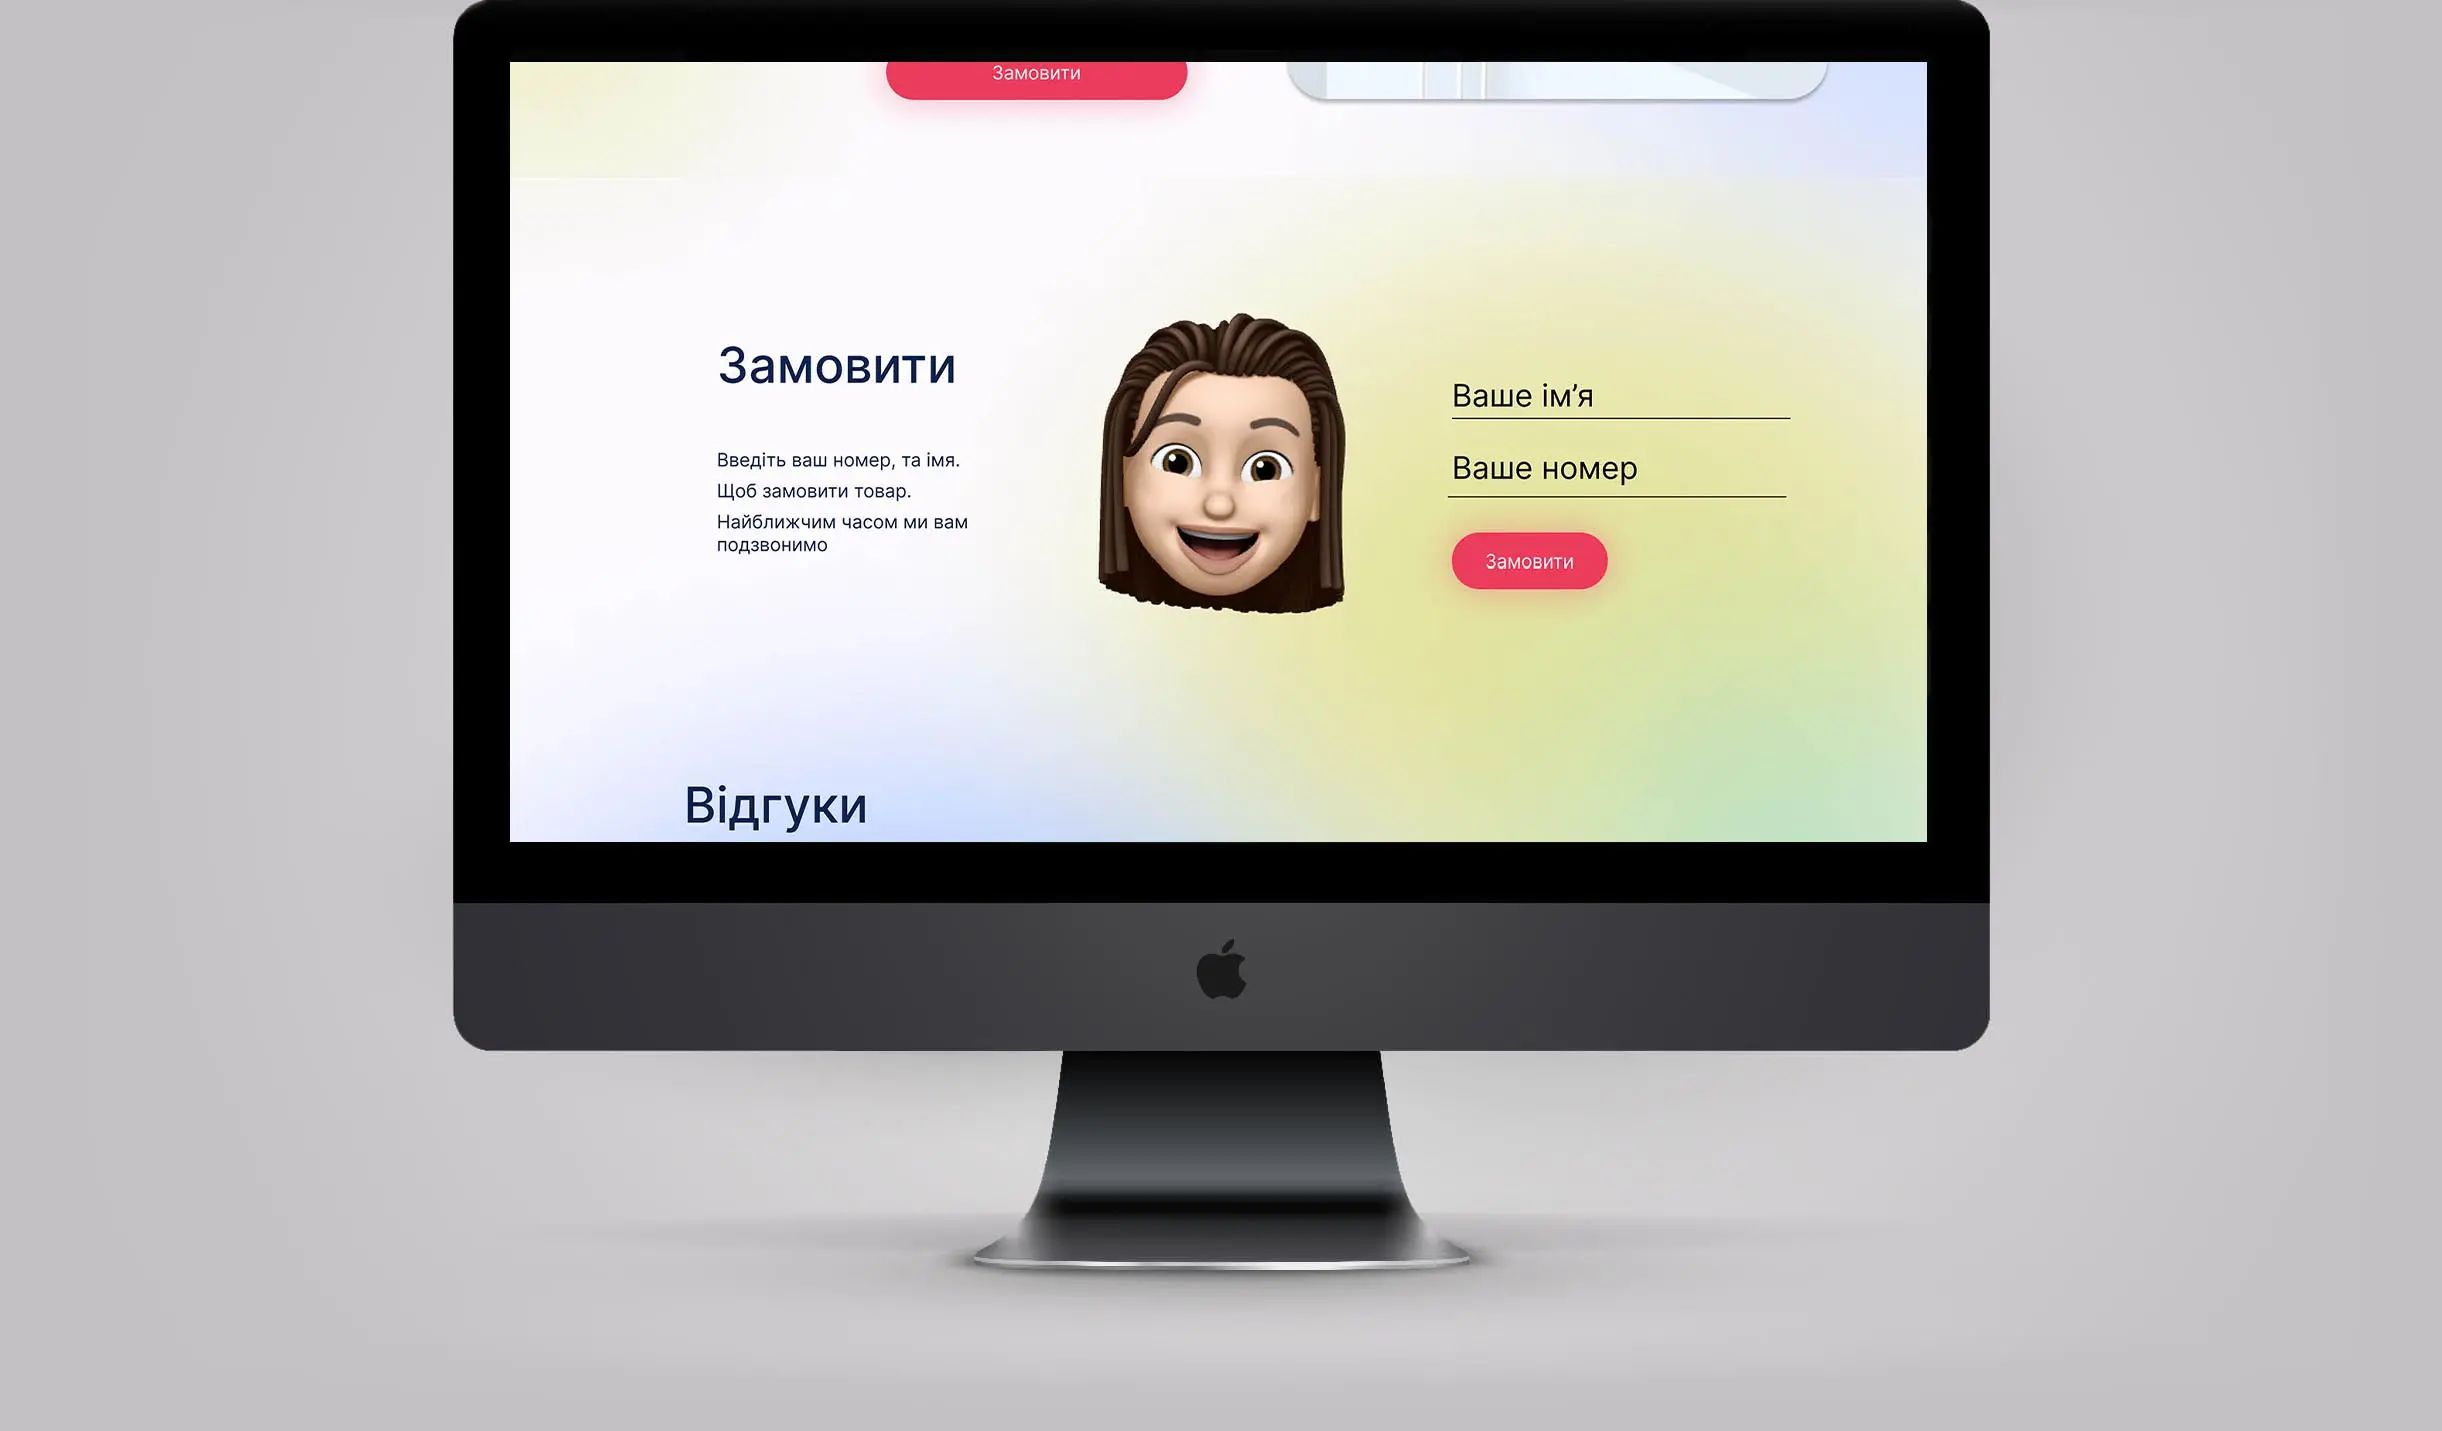 Замовити
Замовити
Введіть ваш номер, та імя.
Щоб замовити товар.
Найближчим часом ми вам
подзвонимо
Ваше ім’я
Ваше номер
Замовити
Відгуки